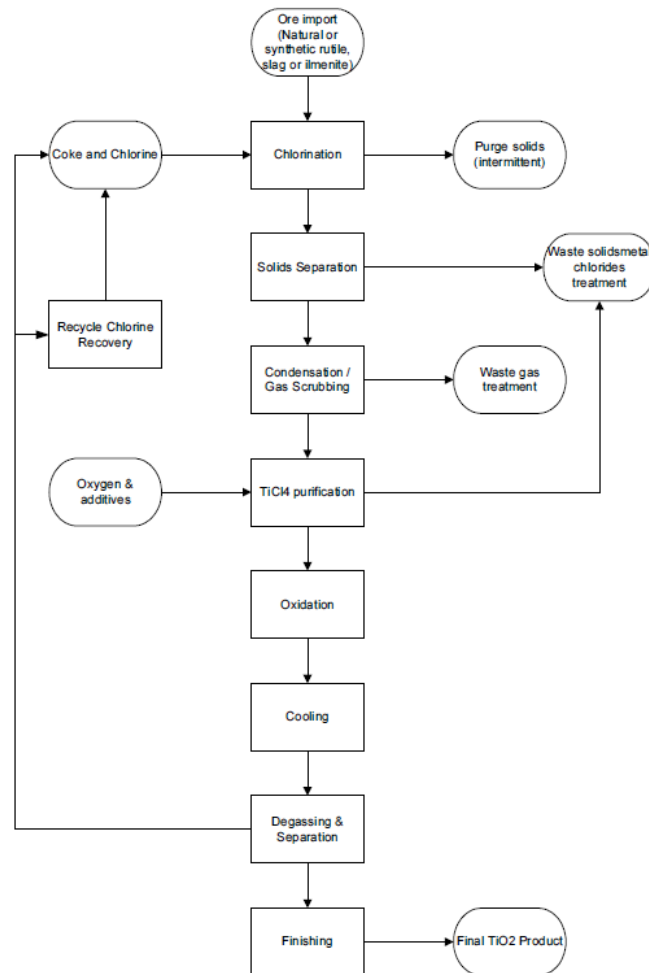 Ore import
(Natural or
synthetic rutile,
slag or ilmenite)
Coke and Chlorine
Chlorination
Purge solids
(intermittent)
Solids Separation
Waste solidsmetal
chlorides
treatment
Recycle Chlorine
Recovery
Condensation /
Gas Scrubbing
Waste gas
treatment
Oxygen &
additives
TiCl4 purification
Oxidation
Cooling
Degassing &
Separation
Finishing
Final TiO2 Product